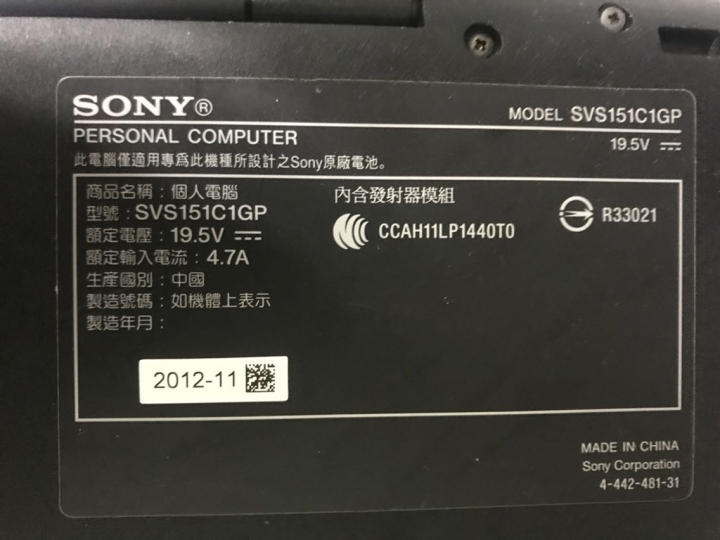 SONY®
MODEL SVS151C1GP
PERSONAL COMPUTER
19.5V
此電腦僅適用專為此機種所設計之Sony原廠電池。
商品名稱：個人電腦
型號：SVS151C1GP
額定電壓：19.5V
額定輸入電流：4.7A
生產國別：中國
製造號碼：如機體上表示
製造年月：
2012-11
內含發射器模組
CCAH11LP1440T0
R33021
MADE IN CHINA
Sony Corporation
4-442-481-31